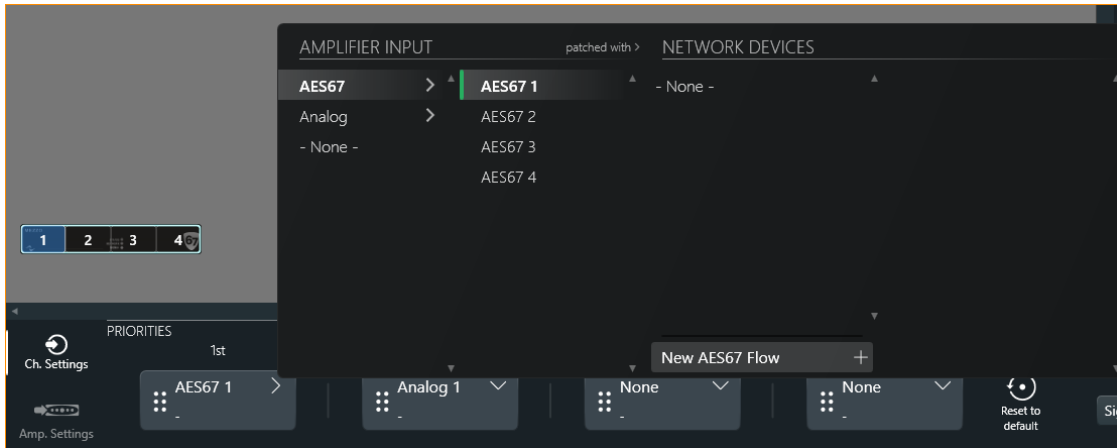 AMPLIFIER INPUT patched with > NETWORK DEVICES
AES67 AES67 1 - None -
Analog AES67 2
- None - AES67 3
AES67 4
1 2 3 4 67
New AES67 Flow
PRIORITIES
1st
Ch. Settings
AES67 1 Analog 1 None None
- - - -
Reset to
default
Amp. Settings